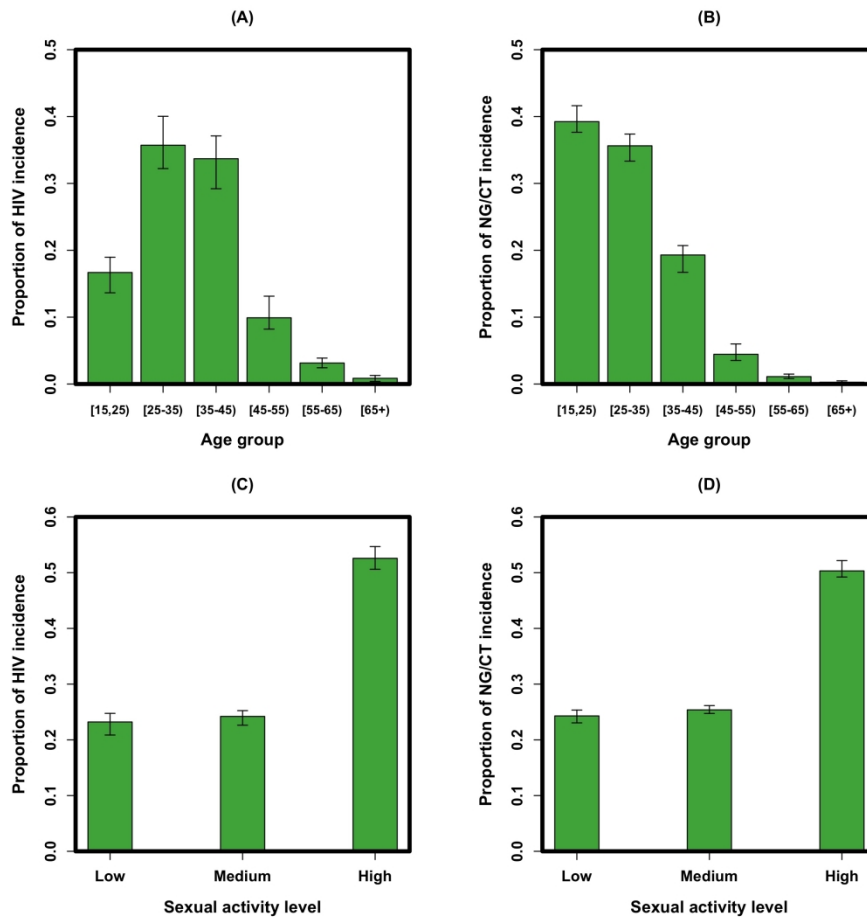 (A)
Proportion of HIV incidence
0.5
0.4
0.3
0.2
0.1
0.0
[15,25) [25-35) [35-45) [45-55) [55-65) [65+)
Age group
(B)
Proportion of NG/CT incidence
0.5
0.4
0.3
0.2
0.1
0.0
[15,25) [25-35) [35-45) [45-55) [55-65) [65+)
Age group
(C)
Proportion of HIV incidence
0.6
0.5
0.4
0.3
0.2
0.1
0.0
Low Medium High
Sexual activity level
(D)
Proportion of NG/CT incidence
0.6
0.5
0.4
0.3
0.2
0.1
0.0
Low Medium High
Sexual activity level